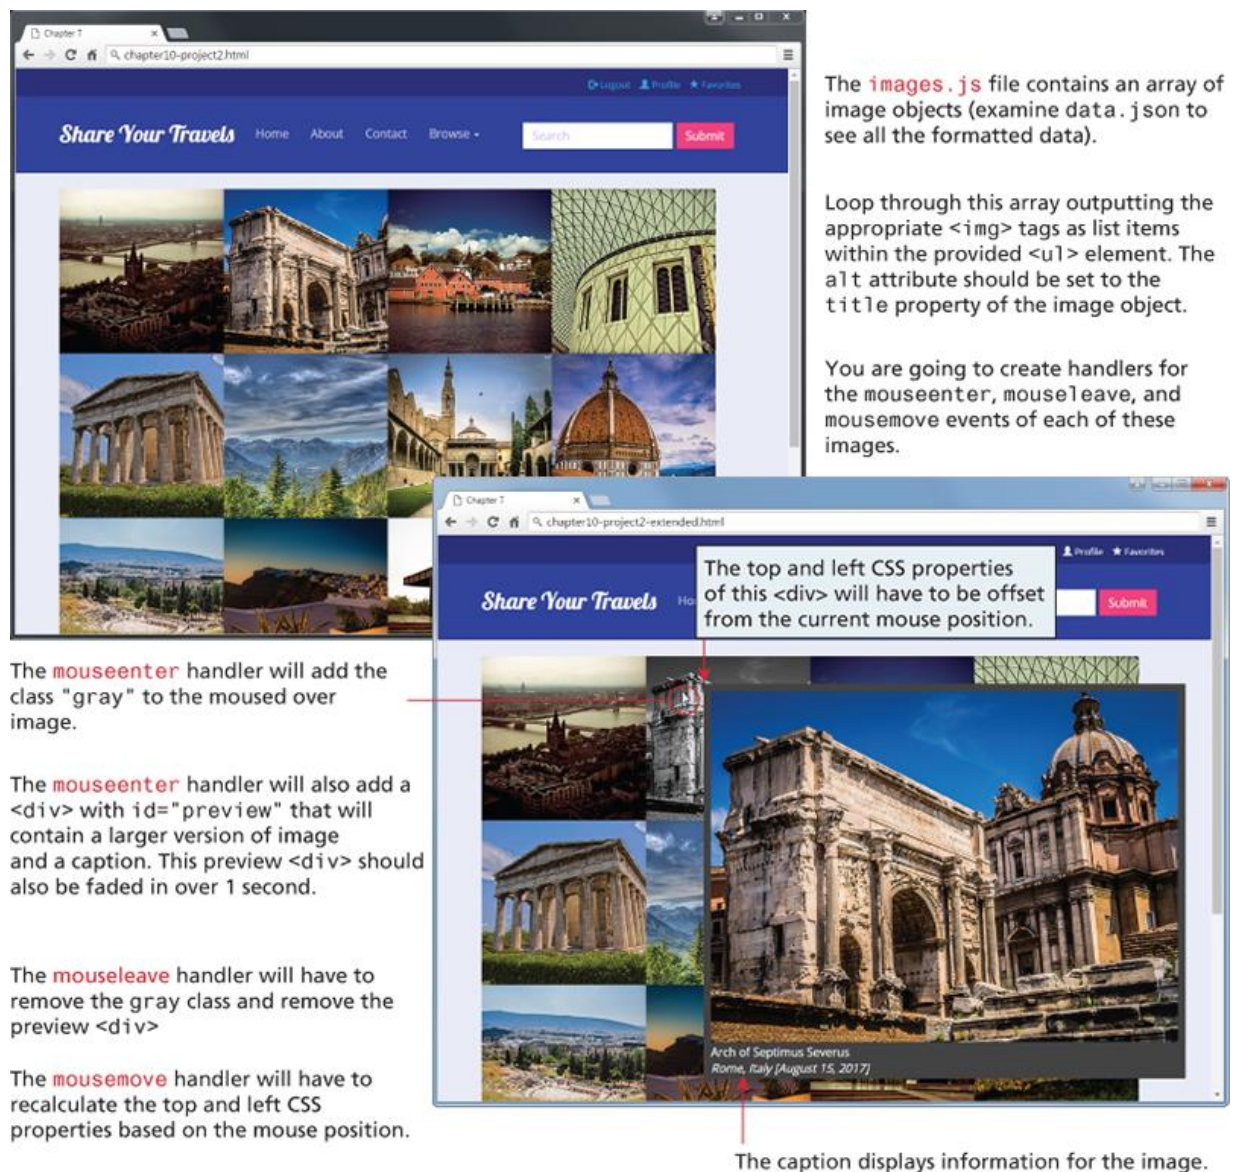 Chapter 7
chapter10-project2.html
Logout Profile Favorites
Share Your Travels Home About Contact Browse
Search Submit
The images.js file contains an array of
image objects (examine data.json to
see all the formatted data).
Loop through this array outputting the
appropriate <img> tags as list items
within the provided <ul> element. The
alt attribute should be set to the
title property of the image object.
You are going to create handlers for
the mouseenter, mouseleave, and
mousemove events of each of these
images.
Chapter 7
chapter10-project2-extended.html
Profile Favorites
Share Your Travels Ho
Submit
The top and left CSS properties
of this <div> will have to be offset
from the current mouse position.
The mouseenter handler will add the
class "gray" to the moused over
image.
The mouseenter handler will also add a
<div> with id="preview" that will
contain a larger version of image
and a caption. This preview <div> should
also be faded in over 1 second.
The mouseleave handler will have to
remove the gray class and remove the
preview <div>
The mousemove handler will have to
recalculate the top and left CSS
properties based on the mouse position.
Arch of Septimus Severus
Rome, Italy [August 15, 2017]
The caption displays information for the image.